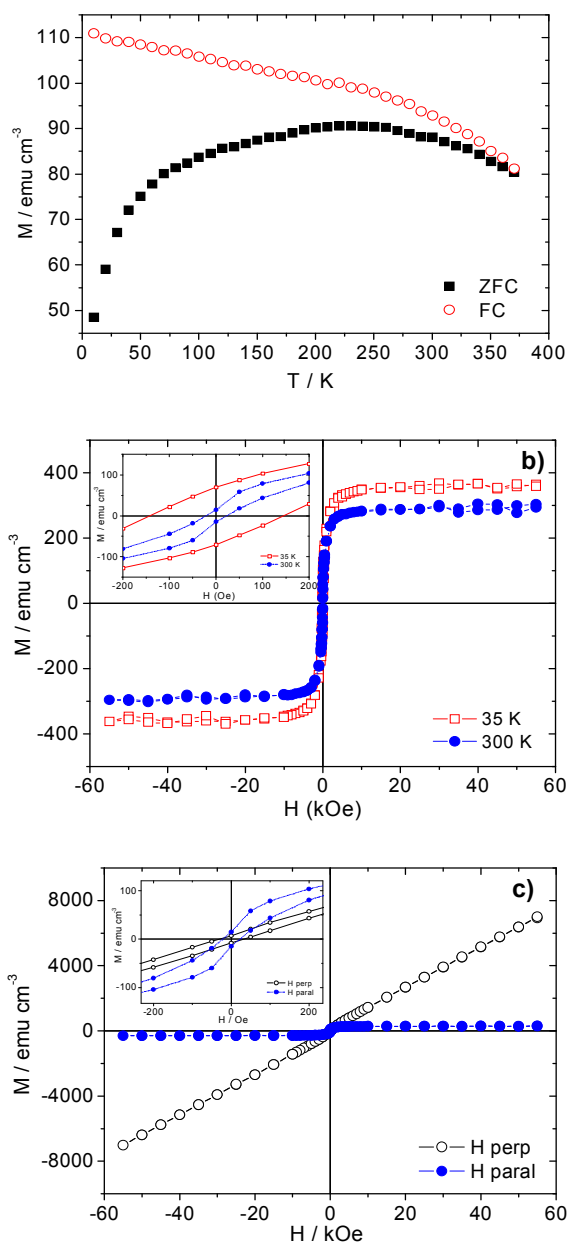 110
100
90
80
70
60
50
M / emu cm⁻³
ZFC
FC
0 50 100 150 200 250 300 350 400
T / K
b)
400
200
0
-200
-400
M / emu cm⁻³
100
0
-100
M / emu cm⁻³
35 K
300 K
-200 -100 0 100 200
H (Oe)
35 K
300 K
-60 -40 -20 0 20 40 60
H (kOe)
c)
8000
4000
0
-4000
-8000
M / emu cm⁻³
100
0
-100
M / emu cm⁻³
H perp
H paral
-200 0 200
H / Oe
H perp
H paral
-60 -40 -20 0 20 40 60
H / kOe